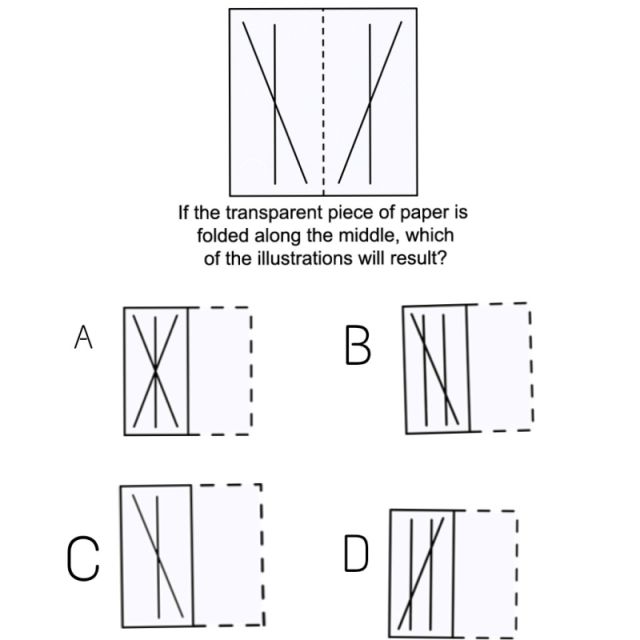 If the transparent piece of paper is
folded along the middle, which
of the illustrations will result?
A
B
C
D